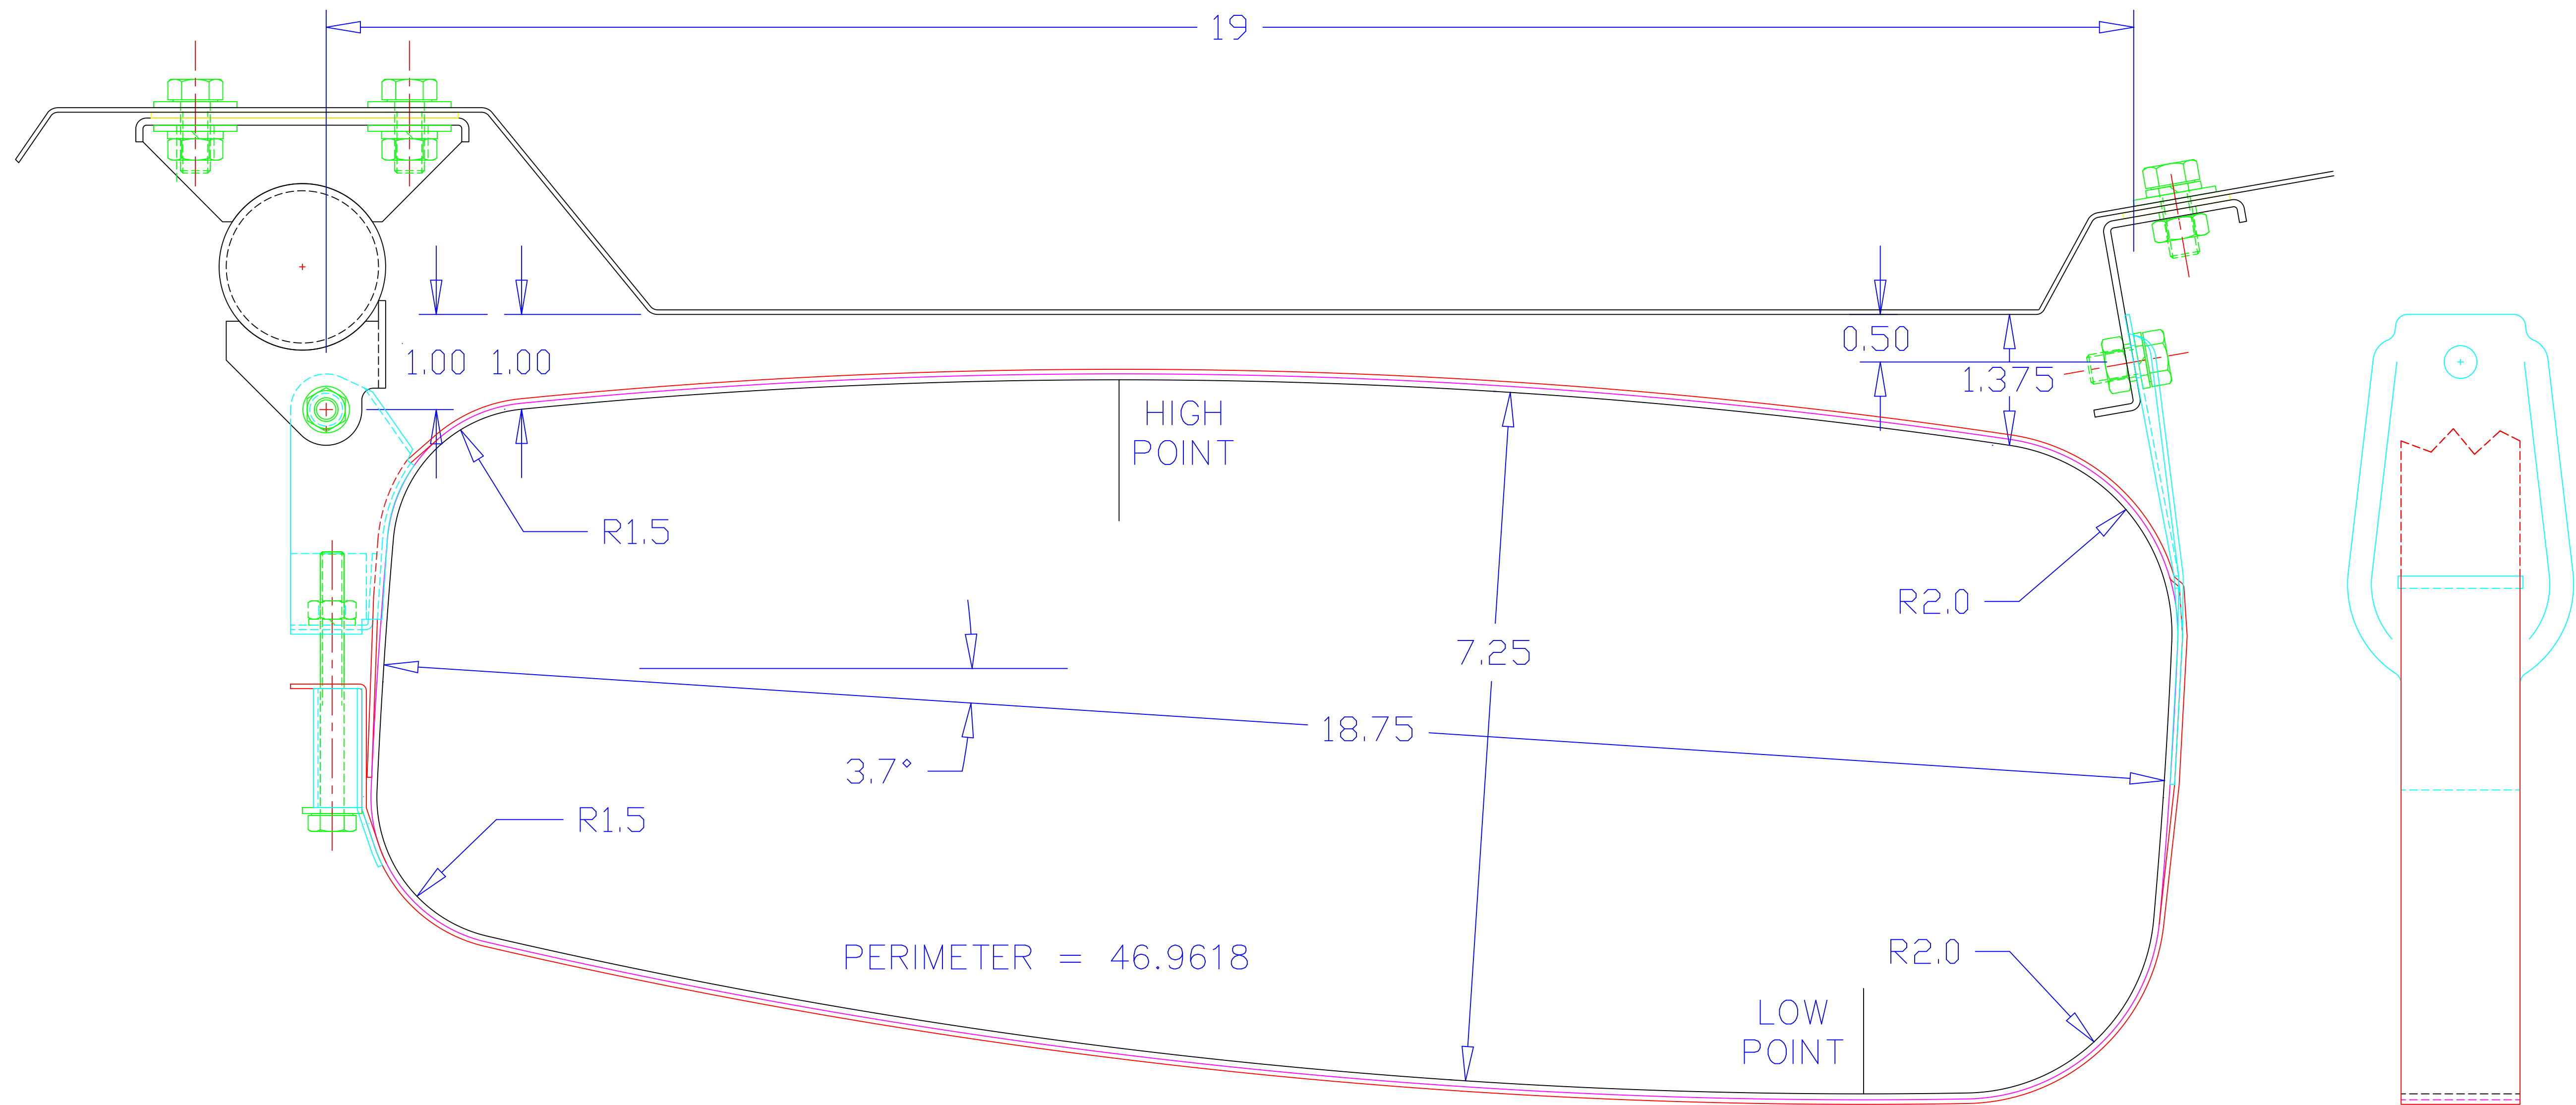 19
1.00 1.00
0.50
1.375
HIGH
POINT
R1.5
R2.0
7.25
18.75
3.7°
R1.5
PERIMETER = 46.9618
R2.0
LOW
POINT